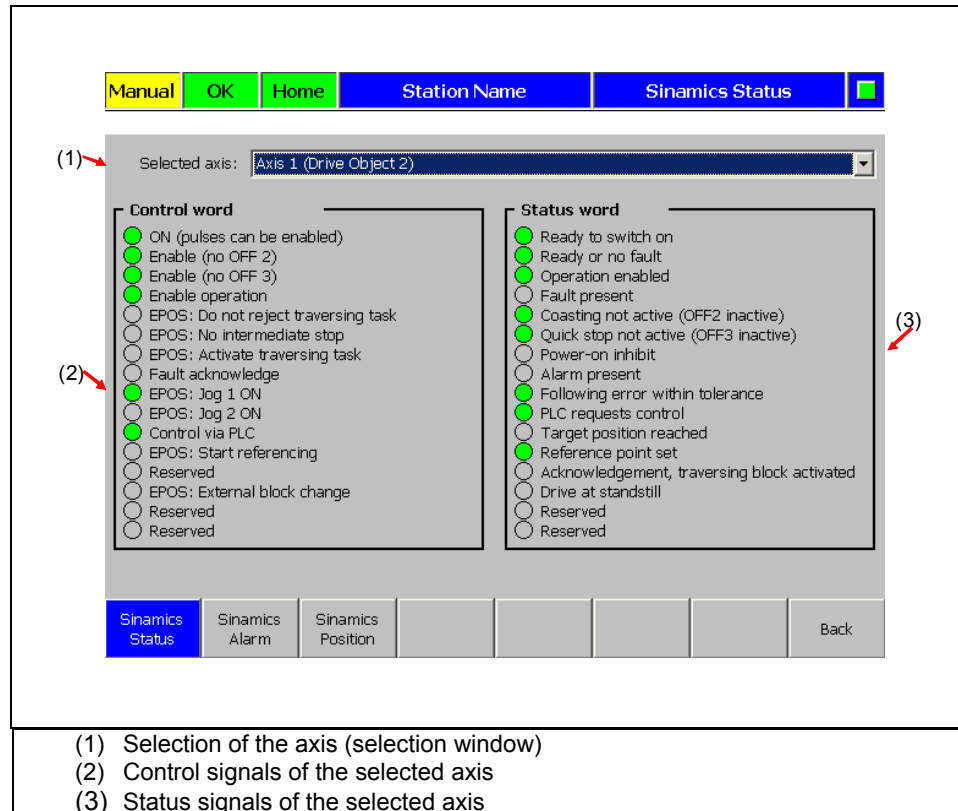 Manual OK Home Station Name Sinamics Status
(1) Selected axis: Axis 1 (Drive Object 2)
Control word
ON (pulses can be enabled)
Enable (no OFF 2)
Enable (no OFF 3)
Enable operation
EPOS: Do not reject traversing task
EPOS: No intermediate stop
EPOS: Activate traversing task
(2) Fault acknowledge
EPOS: Jog 1 ON
EPOS: Jog 2 ON
Control via PLC
EPOS: Start referencing
Reserved
EPOS: External block change
Reserved
Reserved
Status word
Ready to switch on
Ready or no fault
Operation enabled
Fault present
Coasting not active (OFF2 inactive)
Quick stop not active (OFF3 inactive)
(3)
Power-on inhibit
Alarm present
Following error within tolerance
PLC requests control
Target position reached
Reference point set
Acknowledgement, traversing block activated
Drive at standstill
Reserved
Reserved
Sinamics Status
Sinamics Alarm
Sinamics Position
Back
(1) Selection of the axis (selection window)
(2) Control signals of the selected axis
(3) Status signals of the selected axis